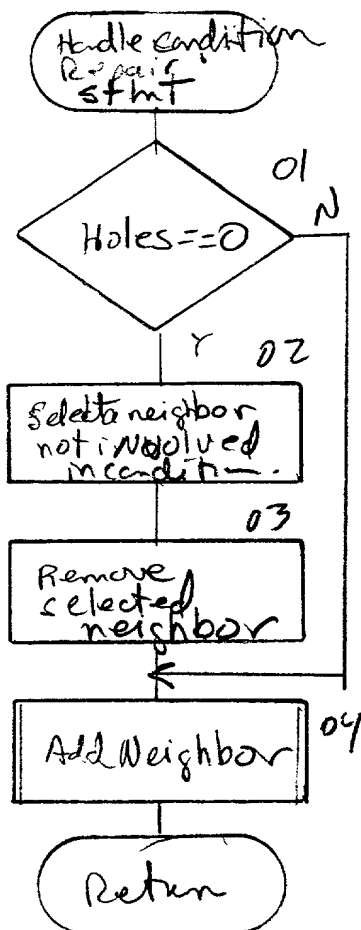 Handle condition
Repair
stmt
01
Holes==0
N
Y
02
Select a neighbor
not involved
in condition.
03
Remove
selected
neighbor
Add Neighbor
04
Return